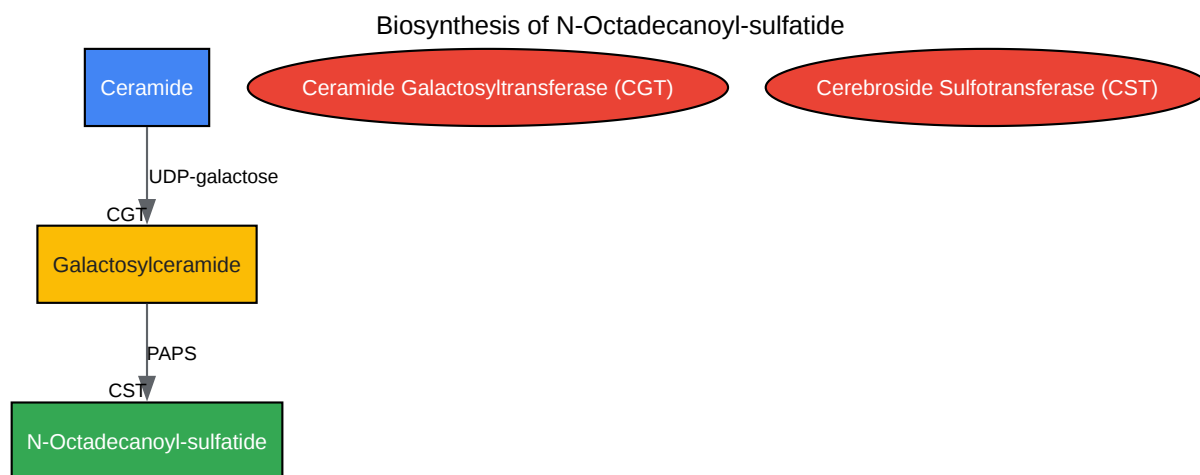 Biosynthesis of N-Octadecanoyl-sulfatide
Ceramide
Ceramide Galactosyltransferase (CGT)
Cerebroside Sulfotransferase (CST)
UDP-galactose
CGT
Galactosylceramide
PAPS
CST
N-Octadecanoyl-sulfatide